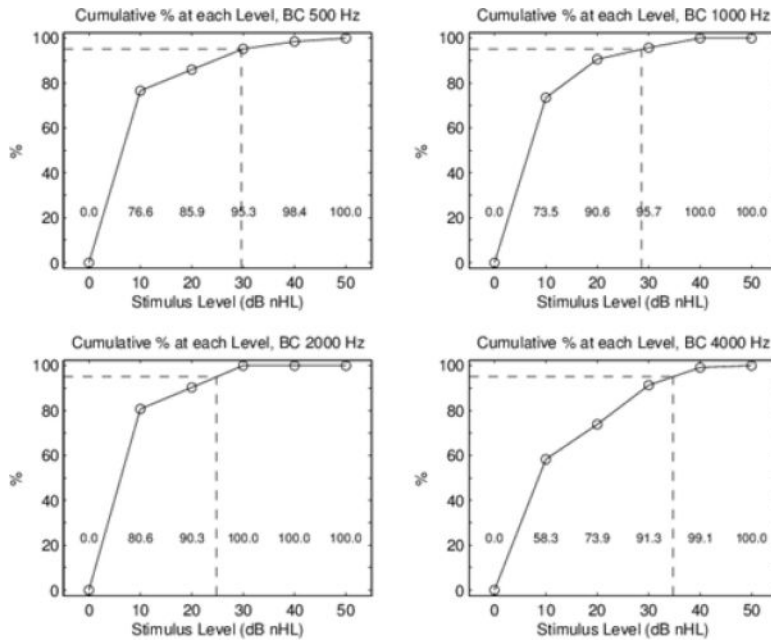 Cumulative % at each Level, BC 500 Hz
100
80
60
40
20
0
%
0.0 76.6 85.9 95.3 98.4 100.0
0 10 20 30 40 50
Stimulus Level (dB nHL)
Cumulative % at each Level, BC 1000 Hz
100
80
60
40
20
0
%
0.0 73.5 90.6 95.7 100.0 100.0
0 10 20 30 40 50
Stimulus Level (dB nHL)
Cumulative % at each Level, BC 2000 Hz
100
80
60
40
20
0
%
0.0 80.6 90.3 100.0 100.0 100.0
0 10 20 30 40 50
Stimulus Level (dB nHL)
Cumulative % at each Level, BC 4000 Hz
100
80
60
40
20
0
%
0.0 58.3 73.9 91.3 99.1 100.0
0 10 20 30 40 50
Stimulus Level (dB nHL)